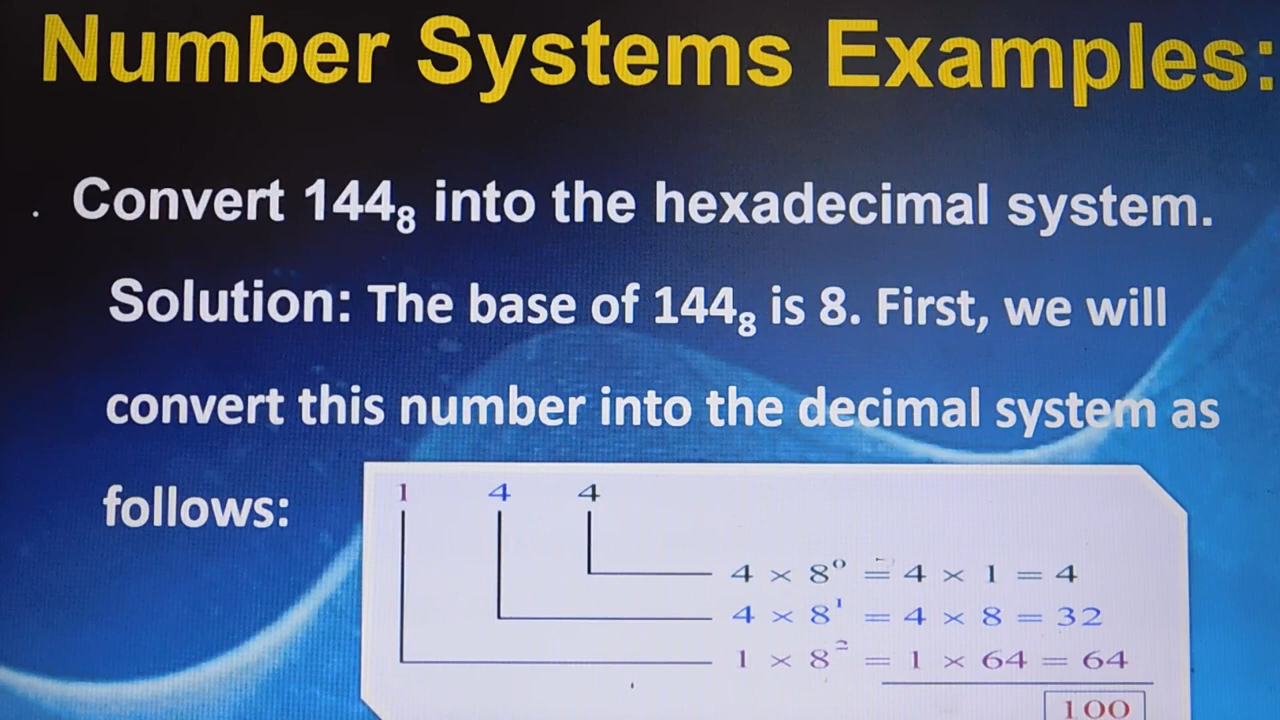 Number Systems Examples:
. Convert 144₈ into the hexadecimal system.
Solution: The base of 144₈ is 8. First, we will
convert this number into the decimal system as
follows:
1 4 4
4 × 8⁰ = 4 × 1 = 4
4 × 8¹ = 4 × 8 = 32
1 × 8² = 1 × 64 = 64
100